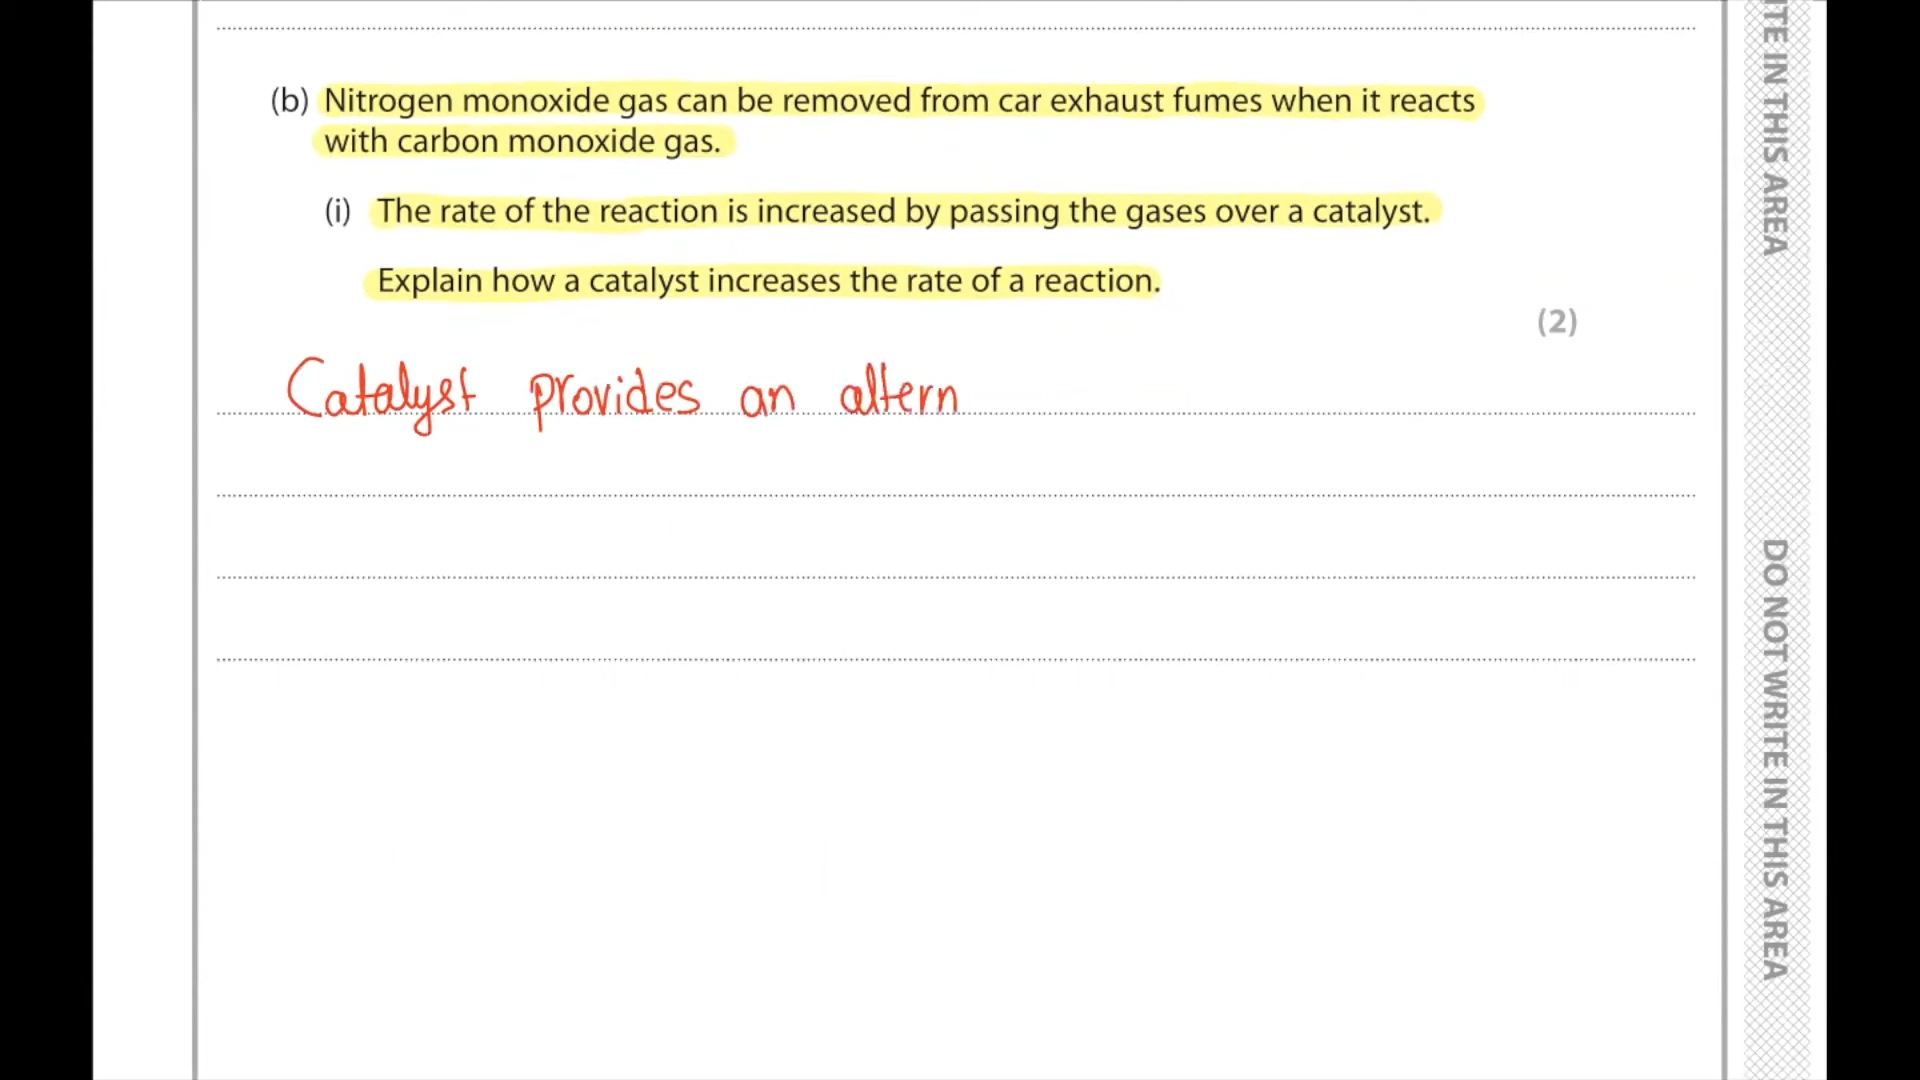 (b) Nitrogen monoxide gas can be removed from car exhaust fumes when it reacts
with carbon monoxide gas.
(i) The rate of the reaction is increased by passing the gases over a catalyst.
Explain how a catalyst increases the rate of a reaction.
(2)
Catalyst provides an altern
ITE IN THIS AREA
DO NOT WRITE IN THIS AREA